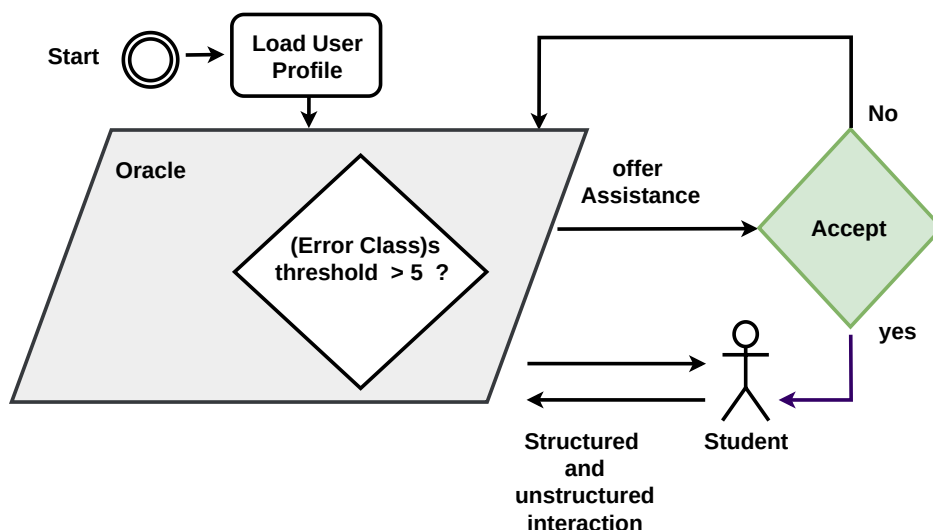 Start
Load User
Profile
No
Oracle
offer
Assistance
(Error Class)s
threshold > 5 ?
Accept
yes
Student
Structured
and
unstructured
interaction